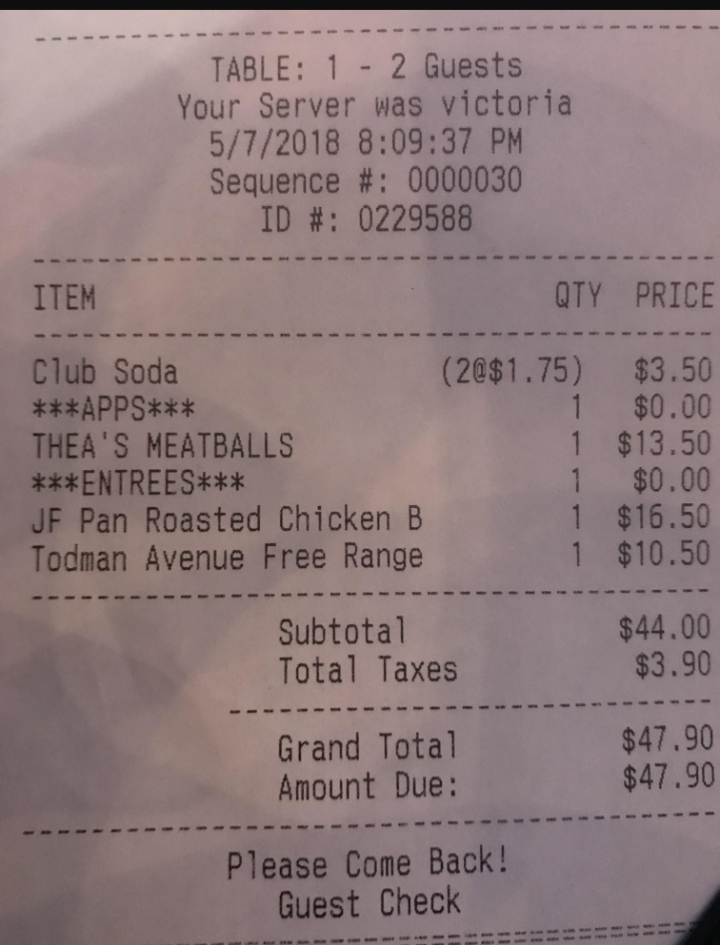 TABLE: 1 - 2 Guests
Your Server was victoria
5/7/2018 8:09:37 PM
Sequence #: 0000030
ID #: 0229588
ITEM QTY PRICE
Club Soda (2@$1.75) $3.50
***APPS*** 1 $0.00
THEA'S MEATBALLS 1 $13.50
***ENTREES*** 1 $0.00
JF Pan Roasted Chicken B 1 $16.50
Todman Avenue Free Range 1 $10.50
Subtotal $44.00
Total Taxes $3.90
Grand Total $47.90
Amount Due: $47.90
Please Come Back!
Guest Check